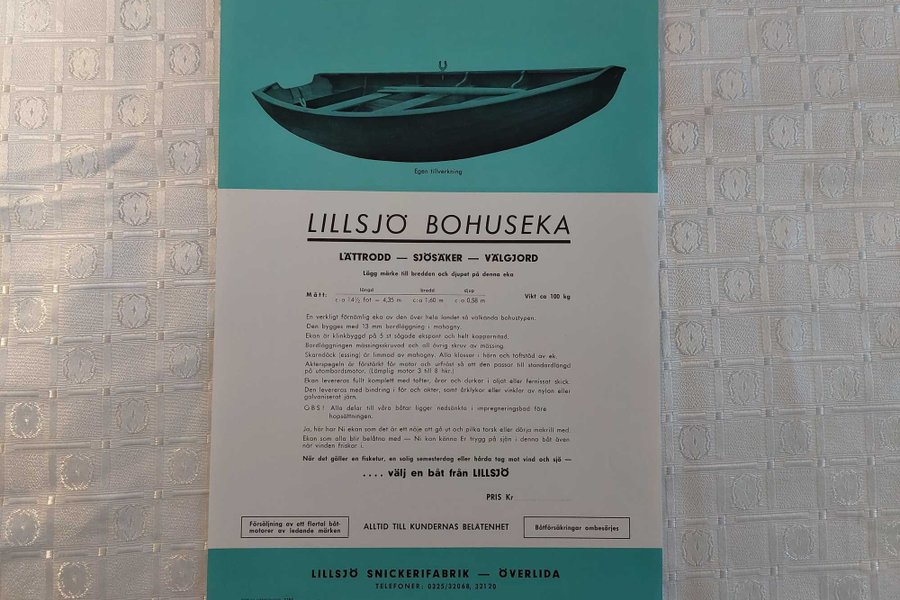 Egen tillverkning
LILLSJÖ BOHUSEKA
LÄTTRODD — SJÖSÄKER — VÄLGJORD
Lägg märke till bredden och djupet på denna eka
längd bredd djup
Mått: c:a 14½ fot — 4,35 m c:a 1,60 m c:a 0,58 m Vikt ca 100 kg
En verkligt förnämlig eka av den över hela landet så välkända bohustypen.
Den bygges med 13 mm bordläggning i mahogny.
Ekan är klinkbyggd på 5 st sågade ekspant och helt kopparnitad.
Bordläggningen mässingsskruvad och all övrig skruv av mässing.
Skarndäck (essing) är limmad av mahogny. Alla klossar i hörn och toftstöd av ek.
Akterspegeln är förstärkt för motor och urfräst så att den passar till standardlängd
på utombordsmotor. (Lämplig motor 3 till 8 hkr.)
Ekan levereras fullt komplett med tofter, åror och durkar i oljat eller fernissat skick.
Den levereras med bindring i för och akter, samt årklykor eller vinklar av nylon eller
galvaniserat järn.
OBS! Alla delar till våra båtar ligger nedsänkta i impregneringsbad före
hopsättningen.
Ja, här har Ni ekan som det är ett nöje att gå ut och pilka torsk eller dörja makrill med.
Ekan som alla blir belåtna med — Ni kan känna Er trygg på sjön i denna båt även
när vinden friskar i.
När det gäller en fisketur, en solig semesterdag eller hårda tag mot vind och sjö —
.... välj en båt från LILLSJÖ
PRIS Kr
Försäljning av ett flertal båt-
motorer av ledande märken
ALLTID TILL KUNDERNAS BELÅTENHET
Båtförsäkringar ombesörjes
LILLSJÖ SNICKERIFABRIK — ÖVERLIDA
TELEFONER: 0325/32068, 32120